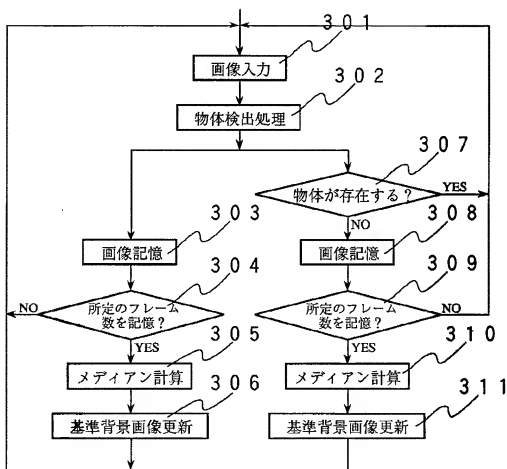 301
画像入力
302
物体検出処理
307
物体が存在する?
YES
NO
303
画像記憶
308
画像記憶
304
所定のフレーム
数を記憶?
NO
YES
309
所定のフレーム
数を記憶?
NO
YES
305
メディアン計算
310
メディアン計算
306
基準背景画像更新
311
基準背景画像更新